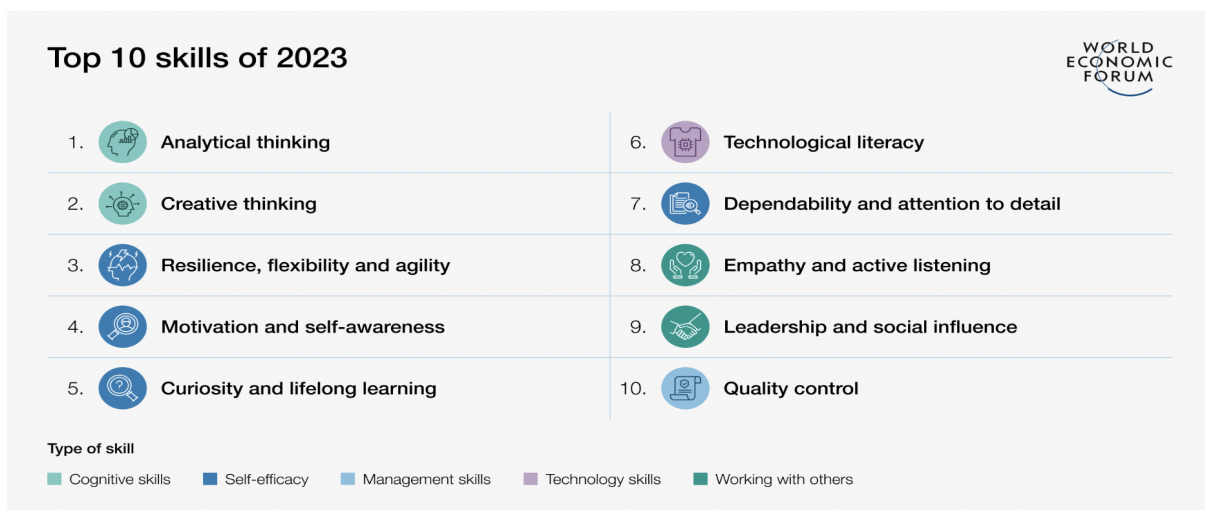 Top 10 skills of 2023
WORLD
ECONOMIC
FORUM
1. Analytical thinking
2. Creative thinking
3. Resilience, flexibility and agility
4. Motivation and self-awareness
5. Curiosity and lifelong learning
6. Technological literacy
7. Dependability and attention to detail
8. Empathy and active listening
9. Leadership and social influence
10. Quality control
Type of skill
Cognitive skills
Self-efficacy
Management skills
Technology skills
Working with others